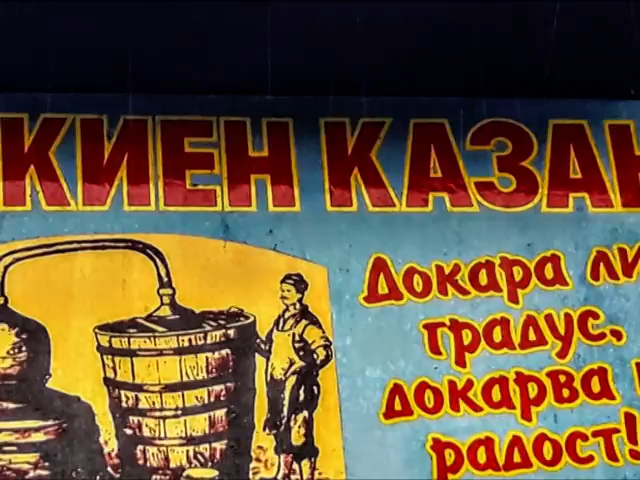 КИЕН КАЗАН
Докара ли
градус,
докарва
радост!